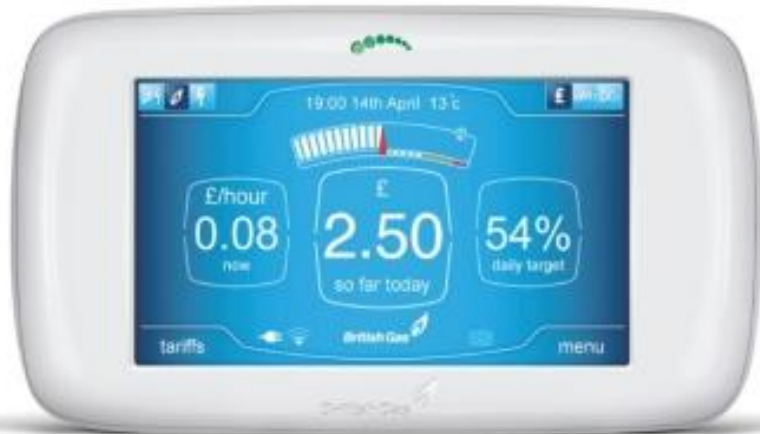 19:00 14th April 13°c
£
£/hour
0.08
now
£
2.50
so far today
54%
daily target
tariffs
British Gas
menu